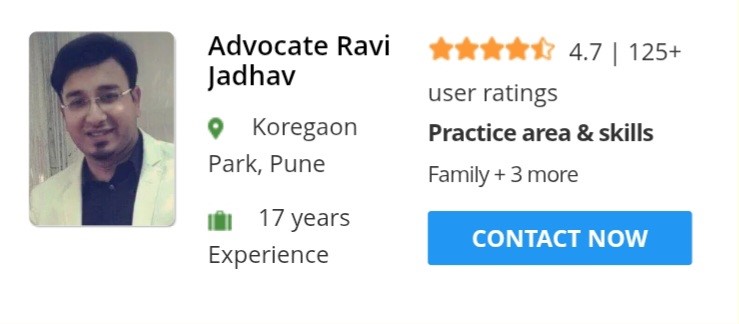 Advocate Ravi
Jadhav
Koregaon
Park, Pune
17 years
Experience
4.7 | 125+
user ratings
Practice area & skills
Family + 3 more
CONTACT NOW